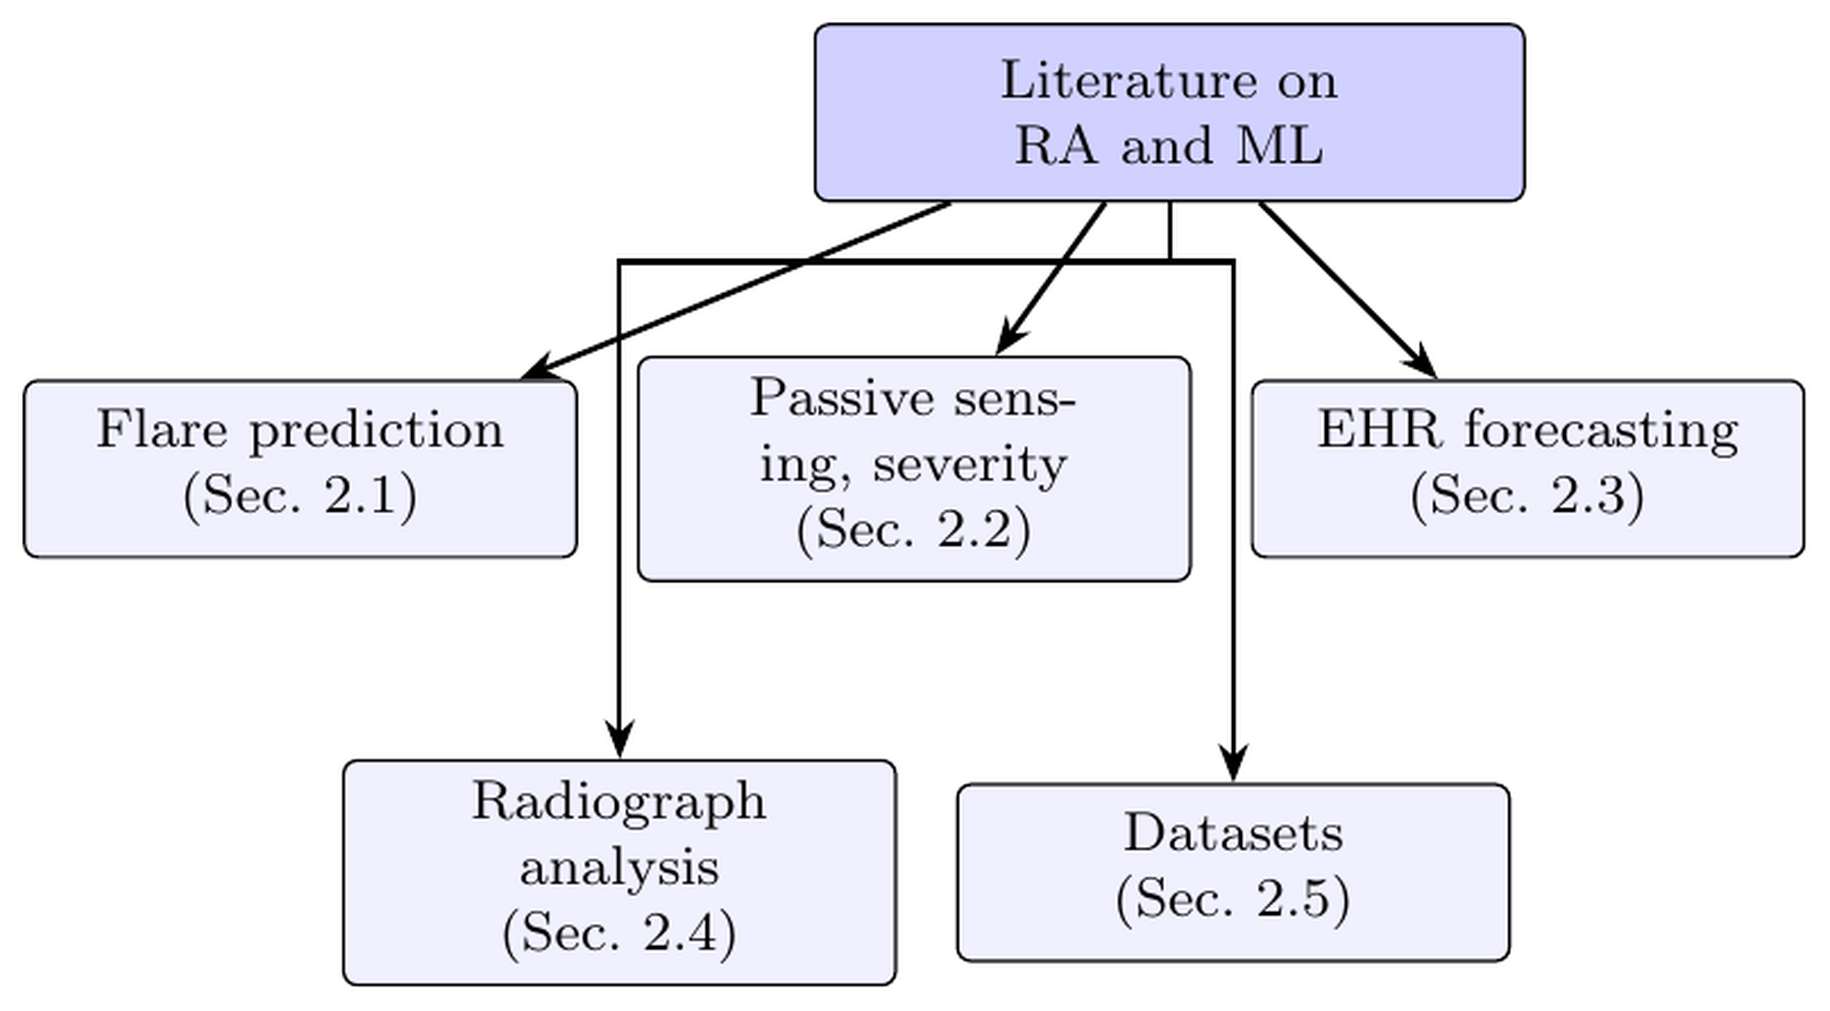 Literature on
RA and ML
Flare prediction
(Sec. 2.1)
Passive sens-
ing, severity
(Sec. 2.2)
EHR forecasting
(Sec. 2.3)
Radiograph
analysis
(Sec. 2.4)
Datasets
(Sec. 2.5)